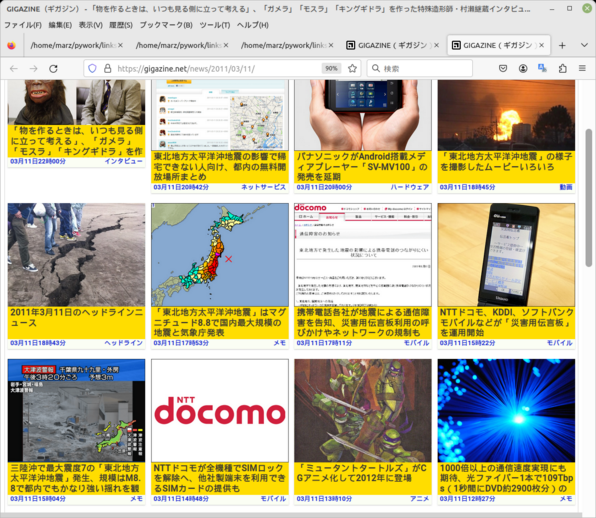 GIGAZINE（ギガジン）-「物を作るときは、いつも見る側に立って考える」、「ガメラ」「モスラ」「キングギドラ」を作った特殊造形師・村瀬継蔵インタビュ...
ファイル(F) 編集(E) 表示(V) 履歴(S) ブックマーク(B) ツール(T) ヘルプ(H)
/home/marz/pywork/link
/home/marz/pywork/link
/home/marz/pywork/link
GIGAZINE（ギガジン）
GIGAZINE（ギガジン）
https://gigazine.net/news/2011/03/11/
90%
検索
「物を作るときは、いつも見る側
に立って考える」、「ガメラ」
「モスラ」「キングギドラ」を作
03月11日22時00分
インタビュー
東北地方太平洋沖地震の影響で帰
宅できない人向け、都内の無料開
放場所まとめ
03月11日20時42分
ネットサービス
パナソニックがAndroid搭載メデ
ィアプレーヤー「SV-MV100」の
発売を延期
03月11日20時00分
ハードウェア
「東北地方太平洋沖地震」の様子
を撮影したムービーいろいろ
03月11日18時45分
動画
2011年3月11日のヘッドラインニ
ュース
03月11日18時43分
ヘッドライン
「東北地方太平洋沖地震」はマグ
ニチュード8.8で国内最大規模の
地震と気象庁発表
03月11日17時53分
メモ
döcomo
携帯電話各社が地震による通信障
害を告知、災害用伝言板利用の呼
びかけやネットワークの規制も
03月11日17時11分
モバイル
NTTドコモ、KDDI、ソフトバンク
モバイルなどが「災害用伝言板」
を運用開始
03月11日15時22分
モバイル
大津波警報
千葉県九十九里・外房
午後3時20分ごろ 予想3m
岩手・宮城・福島
大津波警報
三陸沖で最大震度7の「東北地方
太平洋沖地震」発生、規模はM8.
8で都内でもかなり強い揺れを観
03月11日15時04分
メモ
NTT
döcomo
NTTドコモが全機種でSIMロック
を解除へ、他社製端末を利用でき
るSIMカードの提供も
03月11日14時48分
モバイル
「ミュータントタートルズ」がC
Gアニメ化して2012年に登場
03月11日13時10分
アニメ
1000倍以上の通信速度実現にも
期待、光ファイバー1本で109Tbp
s（1秒間にDVD約2900枚分）の
03月11日12時27分
メモ